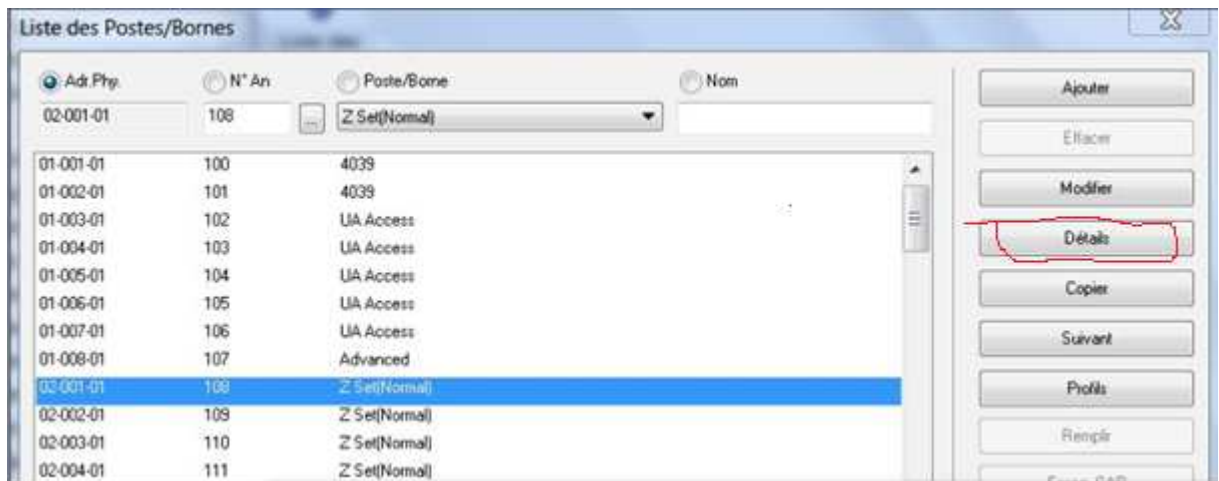 Liste des Postes/Bornes
Adr.Phy. N° An Poste/Borne Nom
02-001-01 108 ... Z Set(Normal)
01-001-01 100 4039
01-002-01 101 4039
01-003-01 102 UA Access
01-004-01 103 UA Access
01-005-01 104 UA Access
01-006-01 105 UA Access
01-007-01 106 UA Access
01-008-01 107 Advanced
02-001-01 108 Z Set(Normal)
02-002-01 109 Z Set(Normal)
02-003-01 110 Z Set(Normal)
02-004-01 111 Z Set(Normal)
Ajouter
Effacer
Modifier
Détails
Copier
Suivant
Profils
Remplir